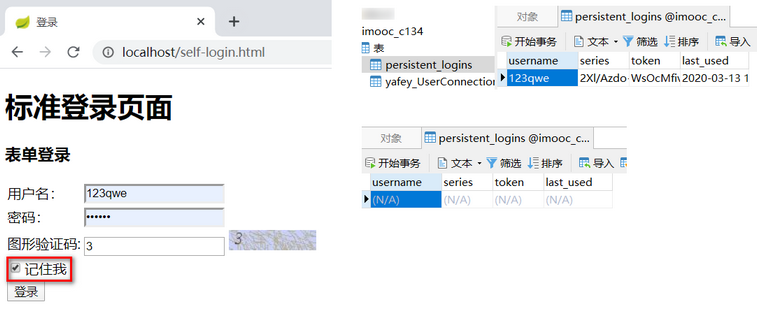 登录
localhost/self-login.html
标准登录页面
表单登录
用户名: 123qwe
密码: ••••••
图形验证码: 3 3
记住我
登录
imooc_c134
表
persistent_logins
yafey_UserConnection
对象 persistent_logins @imooc_c
开始事务 文本 筛选 排序 导入
username series token last_used
123qwe 2Xl/Azdo WsOcMfi 2020-03-13 1
对象 persistent_logins @imooc_c...
开始事务 文本 筛选 排序 导入
username series token last_used
(N/A) (N/A) (N/A) (N/A)